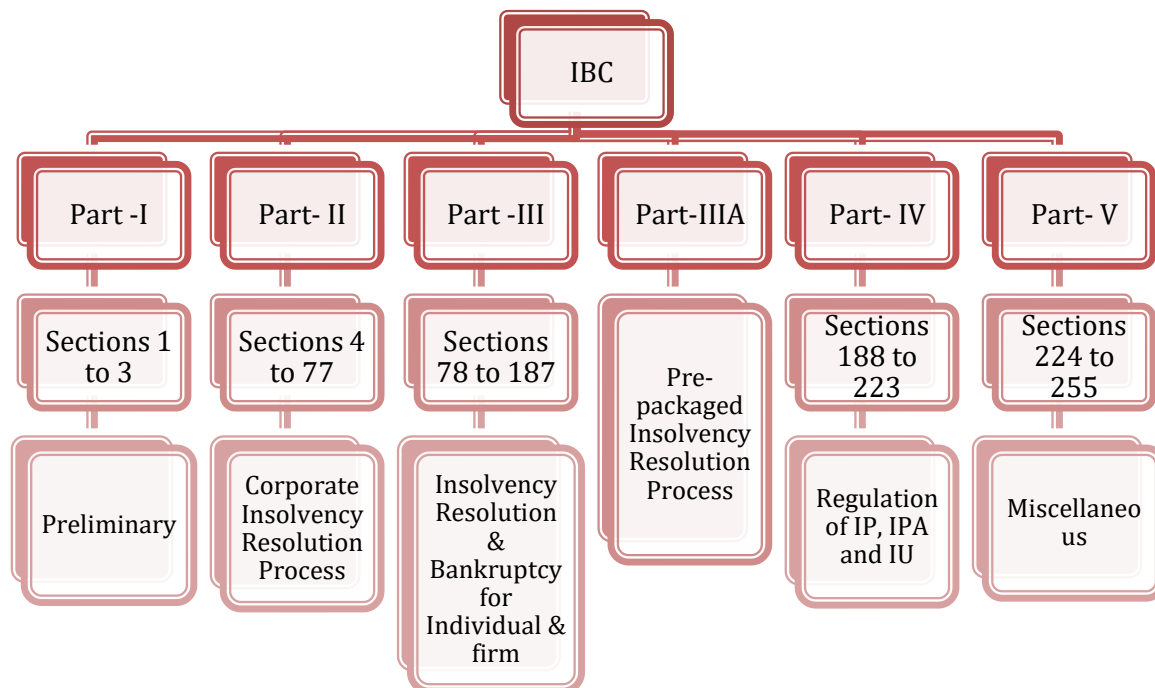 IBC
Part -I
Part- II
Part -III
Part-IIIA
Part- IV
Part- V
Sections 1
to 3
Sections 4
to 77
Sections
78 to 187
Pre-
packaged
Insolvency
Resolution
Process
Sections
188 to
223
Sections
224 to
255
Preliminary
Corporate
Insolvency
Resolution
Process
Insolvency
Resolution
&
Bankruptcy
for
Individual &
firm
Regulation
of IP, IPA
and IU
Miscellaneo
us